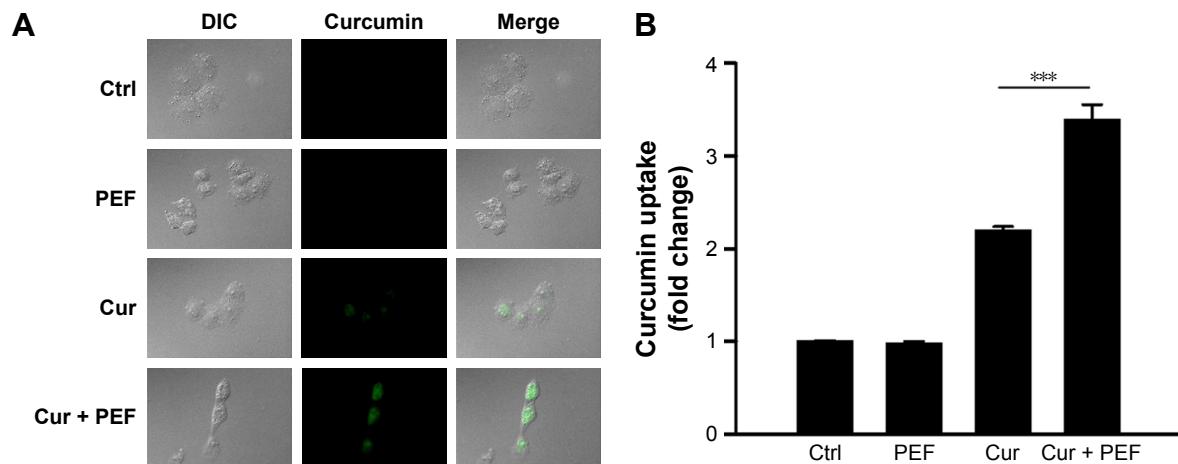 A
DIC Curcumin Merge
Ctrl
PEF
Cur
Cur + PEF
B
Curcumin uptake
(fold change)
4
3
2
1
0
***
Ctrl PEF Cur Cur + PEF